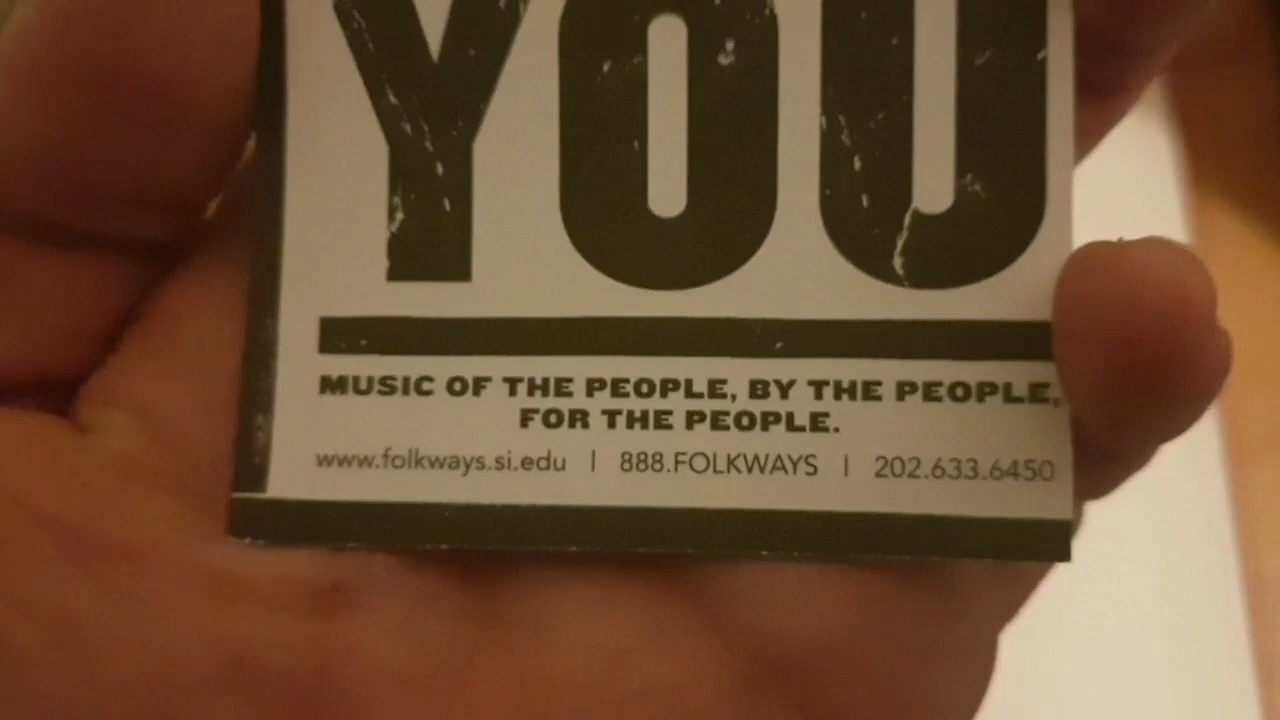 YOU
MUSIC OF THE PEOPLE, BY THE PEOPLE,
FOR THE PEOPLE.
www.folkways.si.edu | 888.FOLKWAYS | 202.633.6450